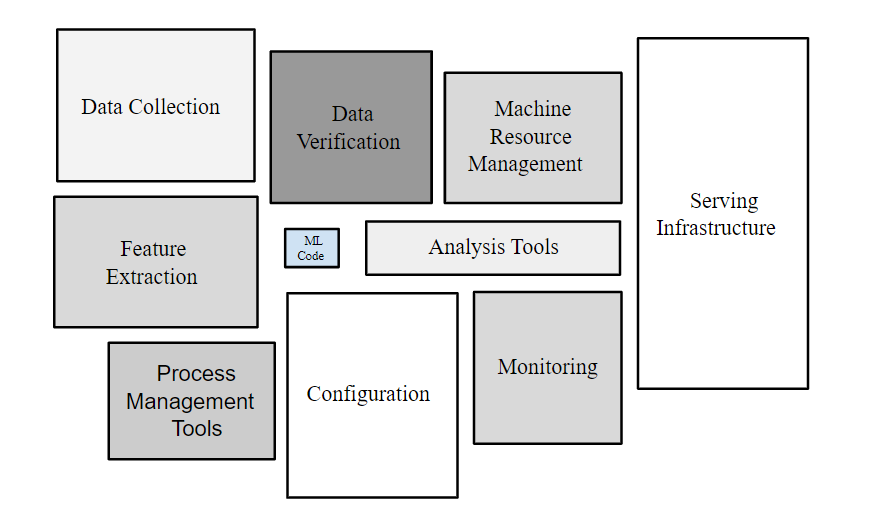 Data Collection
Data
Verification
Machine
Resource
Management
Serving
Infrastructure
Feature
Extraction
ML
Code
Analysis Tools
Process
Management
Tools
Configuration
Monitoring